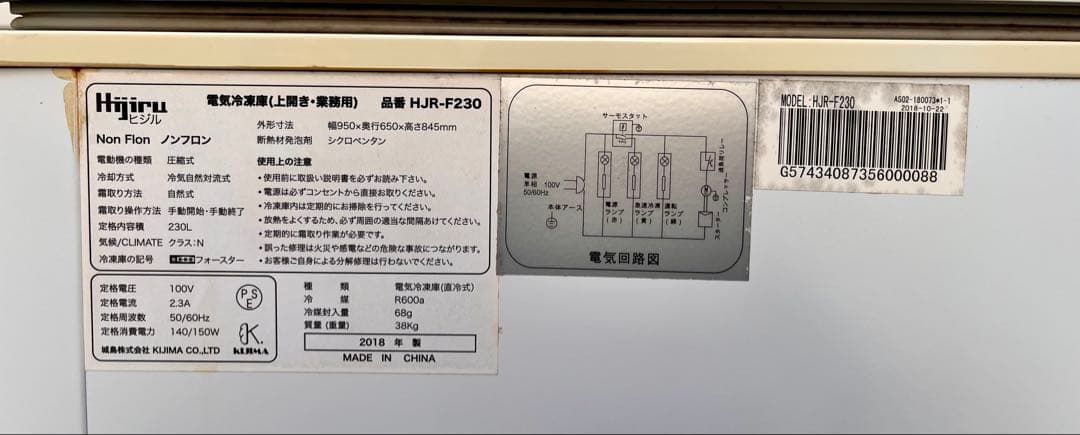 Hijiru
ヒジル
電気冷凍庫(上開き・業務用) 品番 HJR-F230
Non Flon ノンフロン
外形寸法 幅950×奥行650×高さ845mm
断熱材発泡剤 シクロペンタン
電動機の種類 圧縮式
冷却方式 冷気自然対流式
霜取り方法 自然式
霜取り操作方法 手動開始・手動終了
定格内容積 230L
気候/CLIMATE クラス:N
冷凍庫の記号 フォースター
使用上の注意
・使用前に取扱い説明書を必ずお読み下さい。
・電源は必ずコンセントから直接お取りください。
・冷凍庫内は定期的にお掃除を行ってください。
・放熱をよくするため、必ず周囲の適当な間隔あけてください。
・定期的に霜取り作業が必要です。
・誤った修理は火災や感電などの危険な事故につながります。
・お客様ご自身による分解修理は行わないでください。
定格電圧 100V
定格電流 2.3A
定格周波数 50/60Hz
定格消費電力 140/150W
城島株式会社 KIJIMA CO.,LTD
PSE
K.
KIJIMA
種類 電気冷凍庫(直冷式)
冷媒 R600a
冷媒封入量 68g
質量(重量) 38Kg
2018 年 製
MADE IN CHINA
サーモスタット
電源
単相 100V
50/60Hz
本体アース
電源
ランプ
(赤)
急速冷凍
ランプ
(黄)
運転
ランプ
(緑)
過負荷リレー
コンプレッサー
スターター
電気回路図
MODEL:HJR-F230
A502-180073*1-1
2018-10-22
G57434087356000088